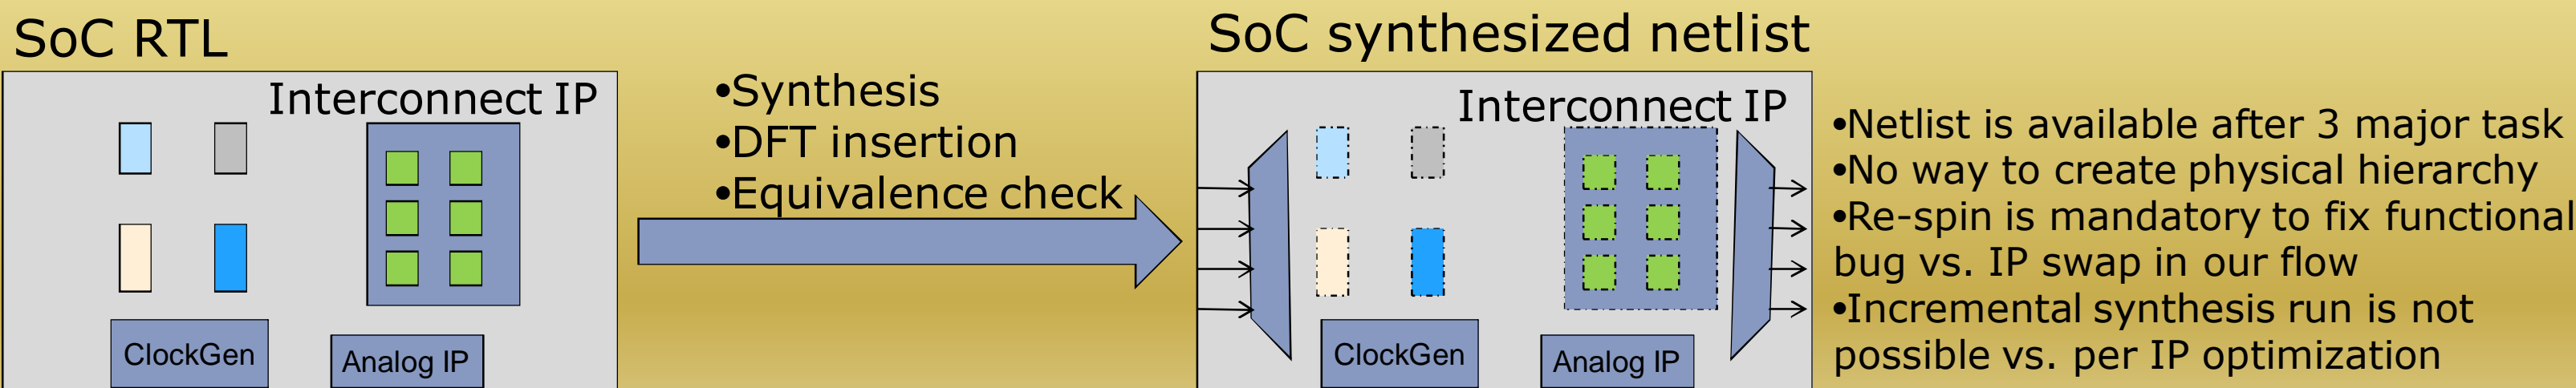 SoC RTL
Interconnect IP
ClockGen
Analog IP
•Synthesis
•DFT insertion
•Equivalence check
SoC synthesized netlist
Interconnect IP
ClockGen
Analog IP
•Netlist is available after 3 major task
•No way to create physical hierarchy
•Re-spin is mandatory to fix functional
bug vs. IP swap in our flow
•Incremental synthesis run is not
possible vs. per IP optimization